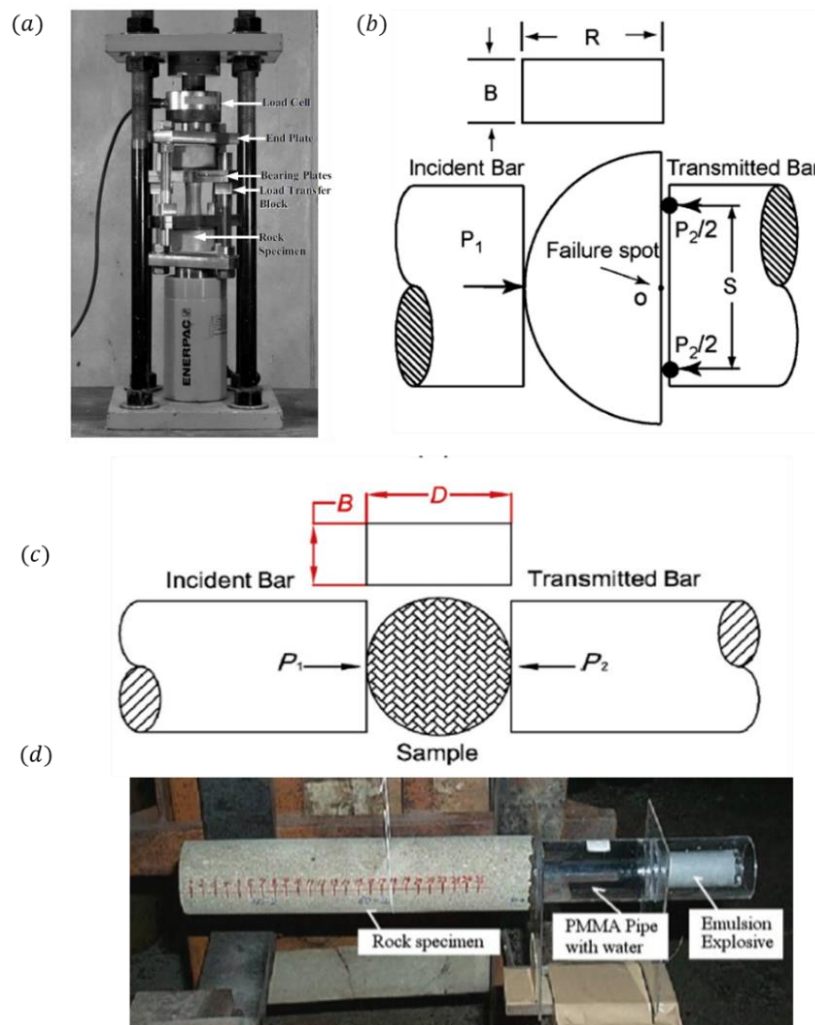 (a)
Load Cell
End Plate
Bearing Plates
Load Transfer
Block
Rock
Specimen
ENERPAC
(b)
R
B
Incident Bar
Transmitted Bar
P₁
P₂/2
Failure spot
O
S
P₂/2
(c)
B
D
Incident Bar
Transmitted Bar
P₁
P₂
Sample
(d)
Rock specimen
PMMA Pipe
with water
Emulsion
Explosive